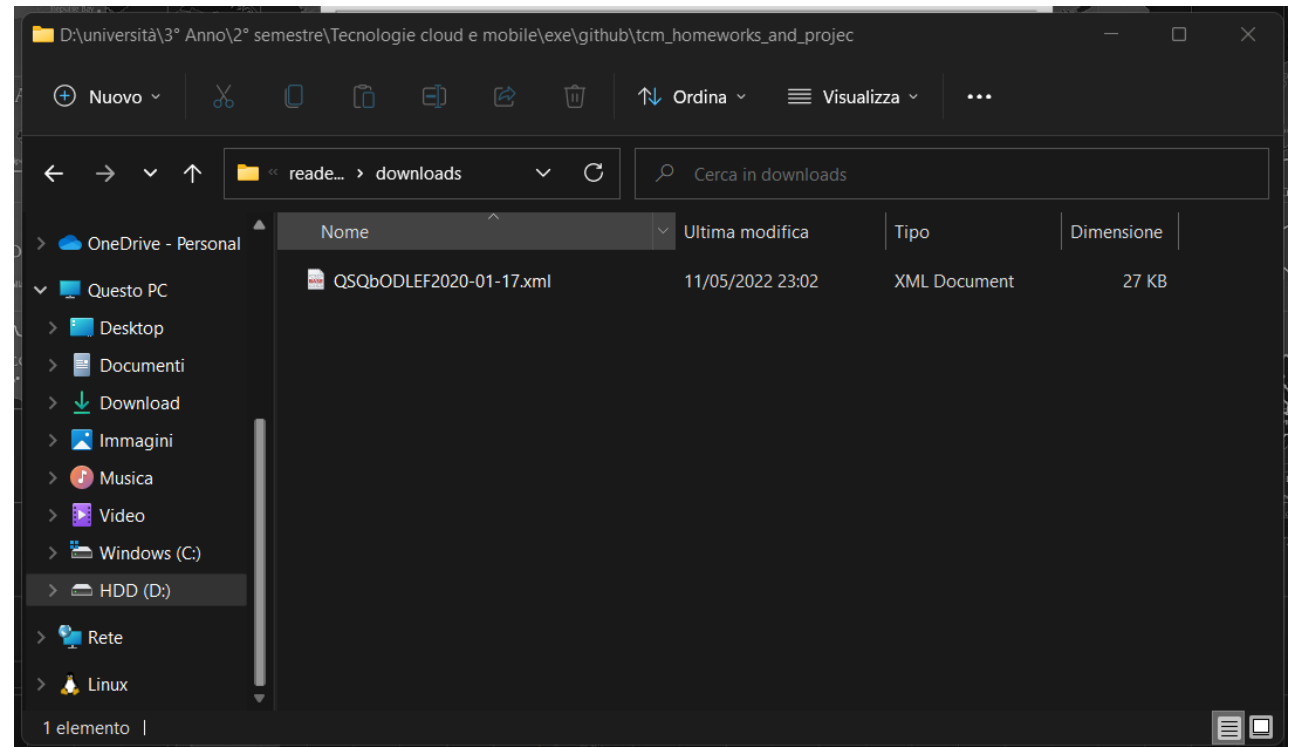 D:\università\3° Anno\2° semestre\Tecnologie cloud e mobile\exe\github\tcm_homeworks_and_projec
Nuovo
Ordina
Visualizza
reade... > downloads
Cerca in downloads
OneDrive - Personal
Questo PC
Desktop
Documenti
Download
Immagini
Musica
Video
Windows (C:)
HDD (D:)
Rete
Linux
Nome Ultima modifica Tipo Dimensione
QSQbODLEF2020-01-17.xml 11/05/2022 23:02 XML Document 27 KB
1 elemento